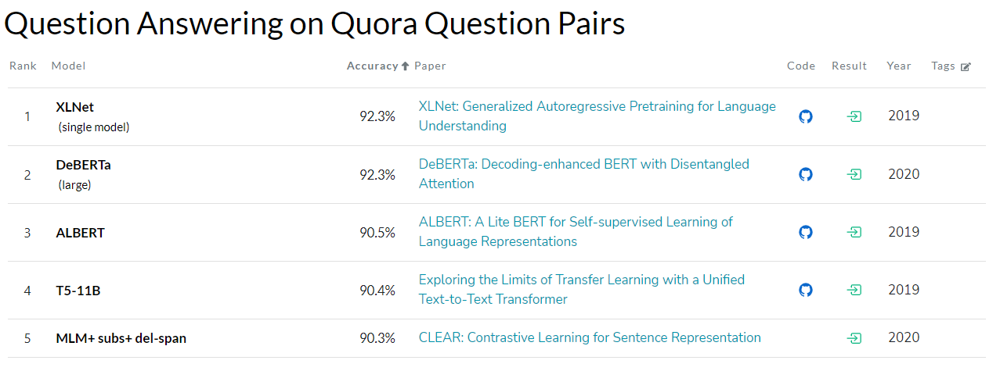 Question Answering on Quora Question Pairs
Rank Model Accuracy Paper Code Result Year Tags
1 XLNet (single model) 92.3% XLNet: Generalized Autoregressive Pretraining for Language Understanding 2019
2 DeBERTa (large) 92.3% DeBERTa: Decoding-enhanced BERT with Disentangled Attention 2020
3 ALBERT 90.5% ALBERT: A Lite BERT for Self-supervised Learning of Language Representations 2019
4 T5-11B 90.4% Exploring the Limits of Transfer Learning with a Unified Text-to-Text Transformer 2019
5 MLM+ subs+ del-span 90.3% CLEAR: Contrastive Learning for Sentence Representation 2020